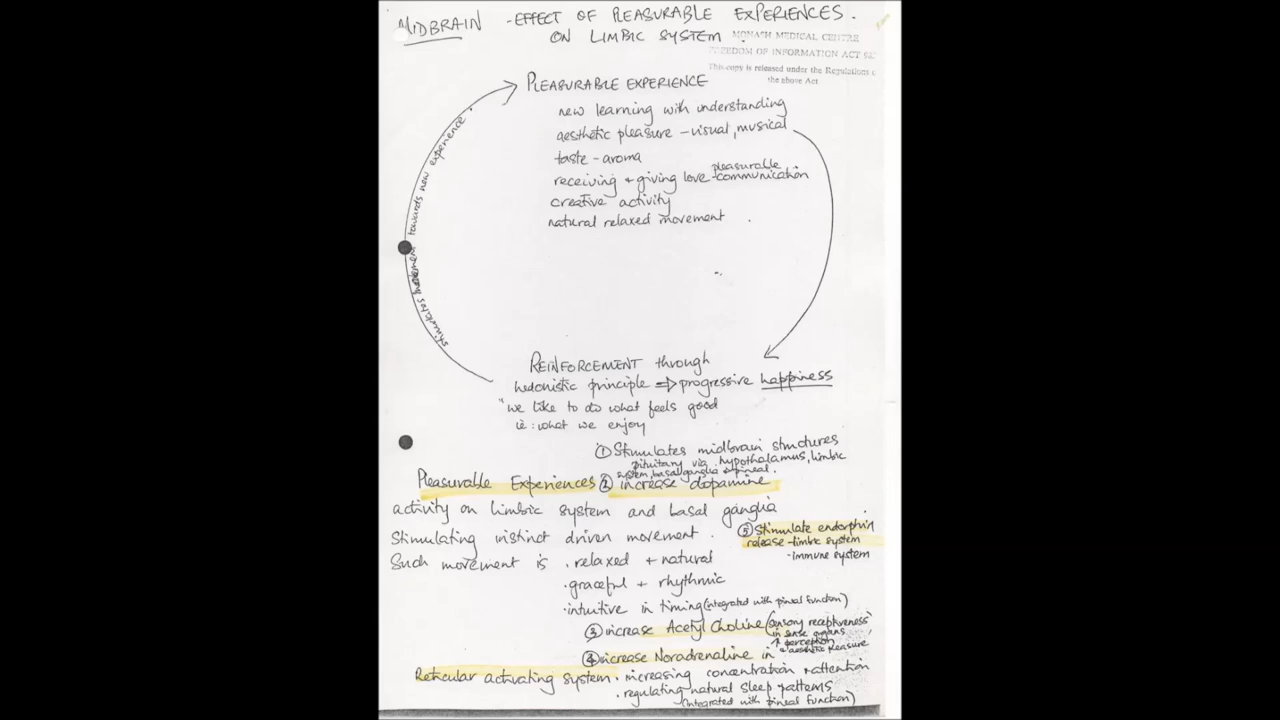 MIDBRAIN - EFFECT OF PLEASURABLE EXPERIENCES.
ON LIMBIC SYSTEM.
MONASH MEDICAL CENTRE
FREEDOM OF INFORMATION ACT
This copy is released under the Regulations
the above Act
PLEASURABLE EXPERIENCE
new learning with understanding
aesthetic pleasure - visual, musical
taste - aroma
pleasurable
receiving + giving love - communication
creative activity
natural relaxed movement
stimulates movement towards new experience.
REINFORCEMENT through
hedonistic principle ⇒ progressive happiness
"we like to do what feels good
ie: what we enjoy
① Stimulates midbrain structures
pituitary via hypothalamus, limbic
system, basal ganglia + pineal.
Pleasurable Experiences ② increase dopamine
activity on limbic system and basal ganglia
Stimulating instinct driven movement.
⑤ Stimulate endorphin
release - limbic system
- immune system
Such movement is . relaxed + natural
. graceful + rhythmic
. intuitive in timing (integrated with pineal function)
③ increase Acetyl Choline (sensory receptiveness
in sense organs
↑ perception
+ aesthetic pleasure
④ increase Noradrenaline in
Reticular activating system . increasing concentration + attention
. regulating natural sleep patterns
(integrated with pineal function)